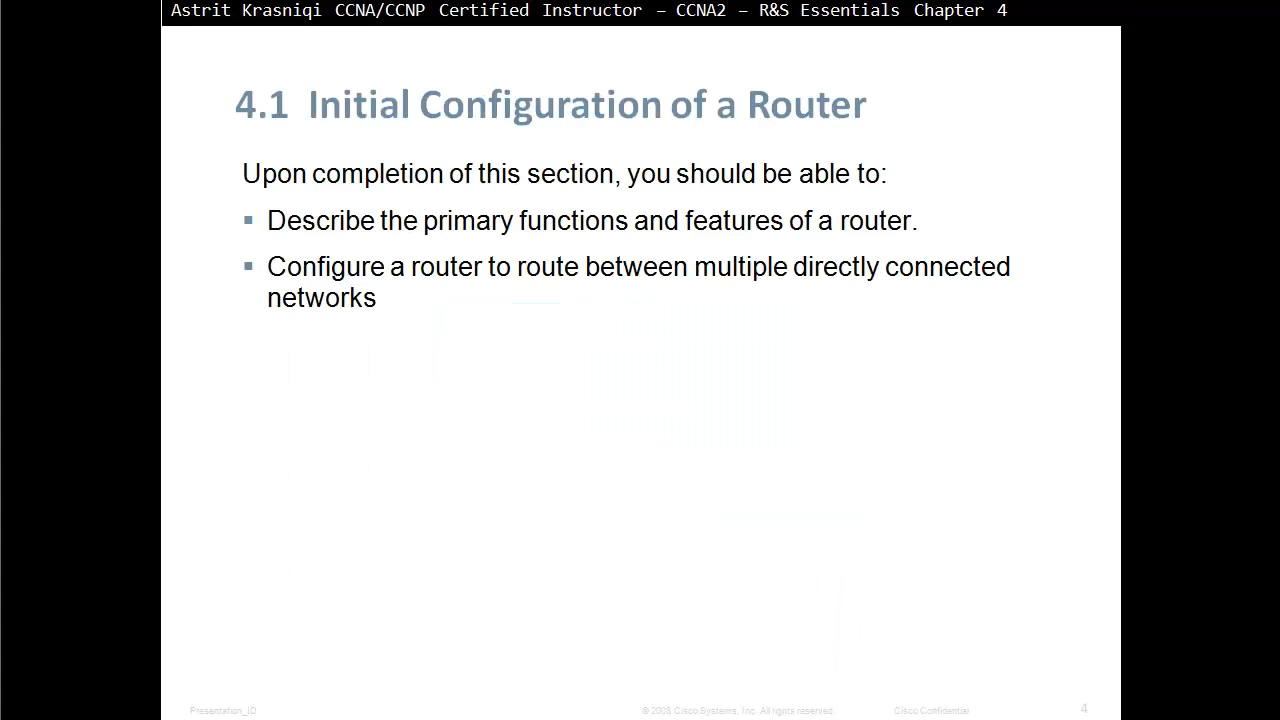 Astrit Krasniqi CCNA/CCNP Certified Instructor – CCNA2 – R&S Essentials Chapter 4
4.1 Initial Configuration of a Router
Upon completion of this section, you should be able to:
▪ Describe the primary functions and features of a router.
▪ Configure a router to route between multiple directly connected
networks
Presentation_ID © 2008 Cisco Systems, Inc. All rights reserved. Cisco Confidential 4